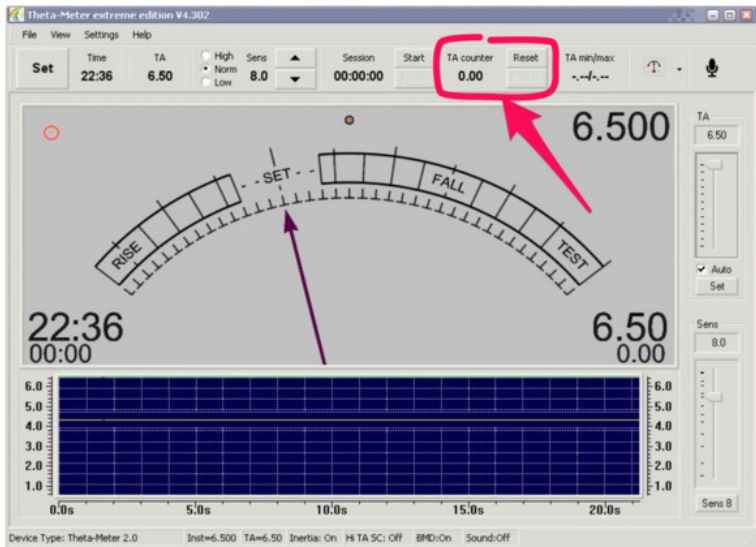 Theta-Meter extreme edition V4.302
File View Settings Help
Set
Time
22:36
TA
6.50
High
Norm
Low
Sens
8.0
Session
00:00:00
Start
TA counter
0.00
Reset
TA min/max
-.--/-.--
6.500
RISE
SET
FALL
TEST
22:36
00:00
6.50
0.00
TA
6.50
Auto
Set
Sens
8.0
Sens 8
6.0 6.0
5.0 5.0
4.0 4.0
3.0 3.0
2.0 2.0
1.0 1.0
0.0s 5.0s 10.0s 15.0s 20.0s
Device Type: Theta-Meter 2.0 Inst=6.500 TA=6.50 Inertia: On Hi TA SC: Off BMD:On Sound:Off